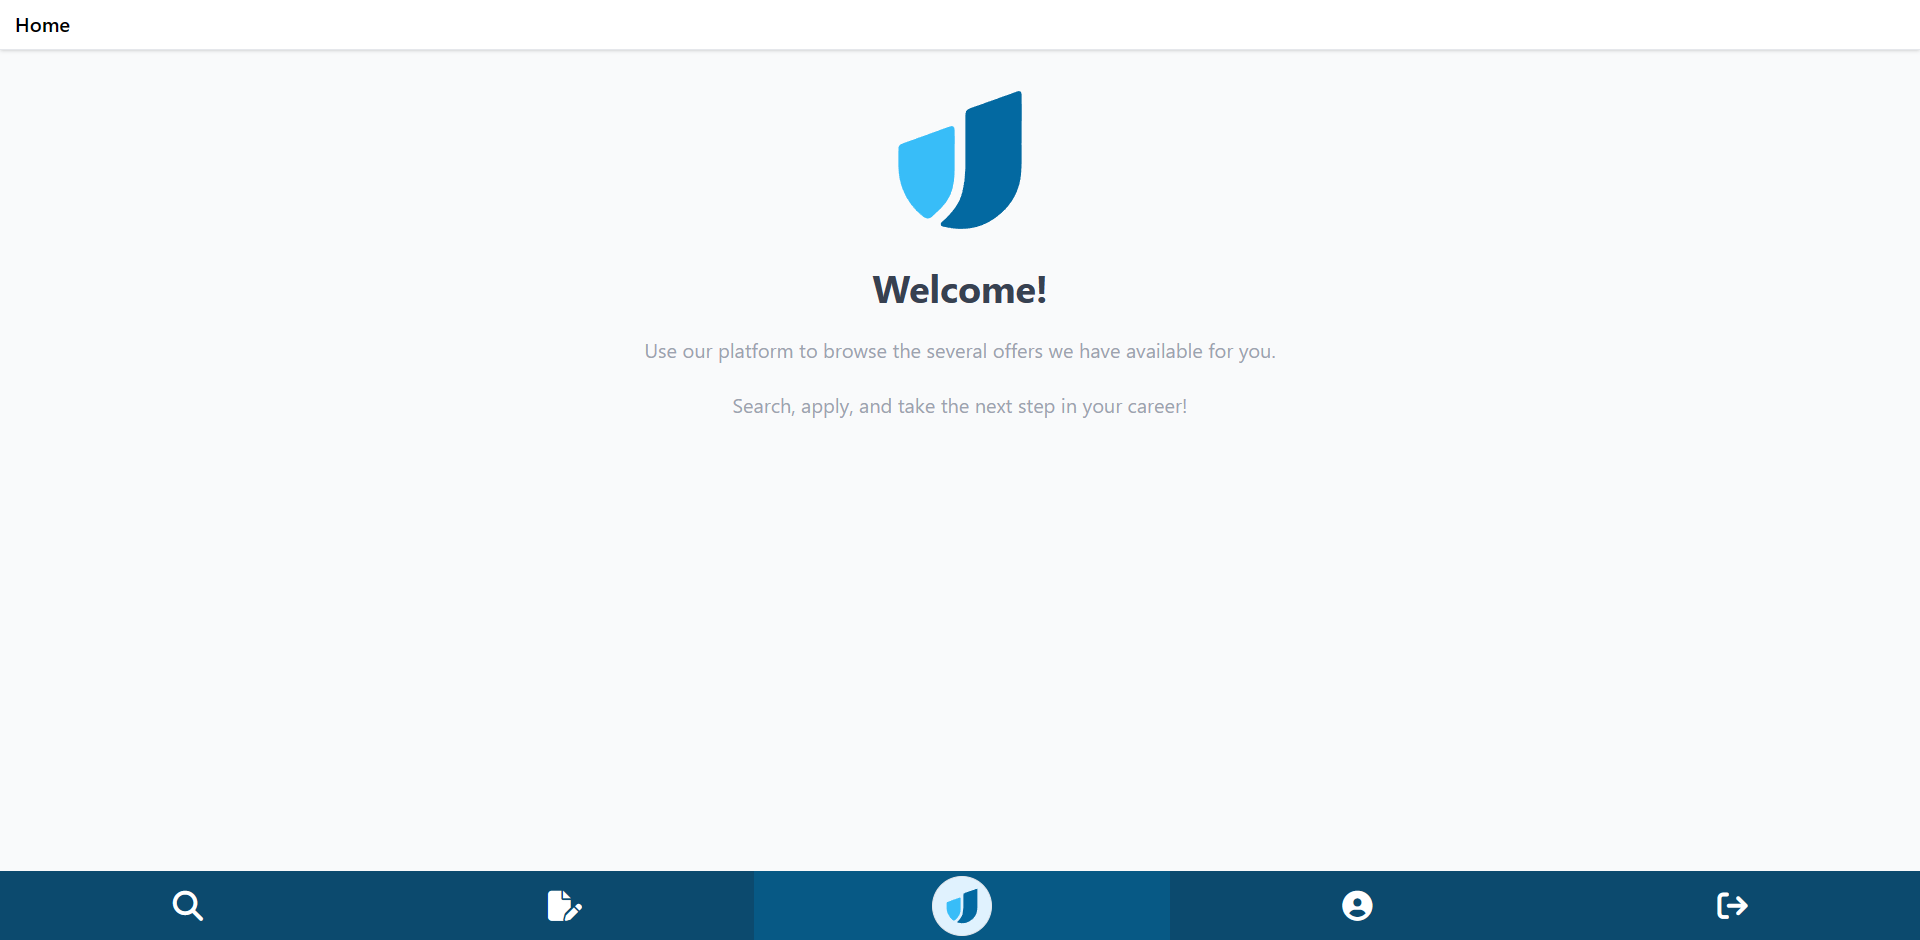 Home
Welcome!
Use our platform to browse the several offers we have available for you.
Search, apply, and take the next step in your career!